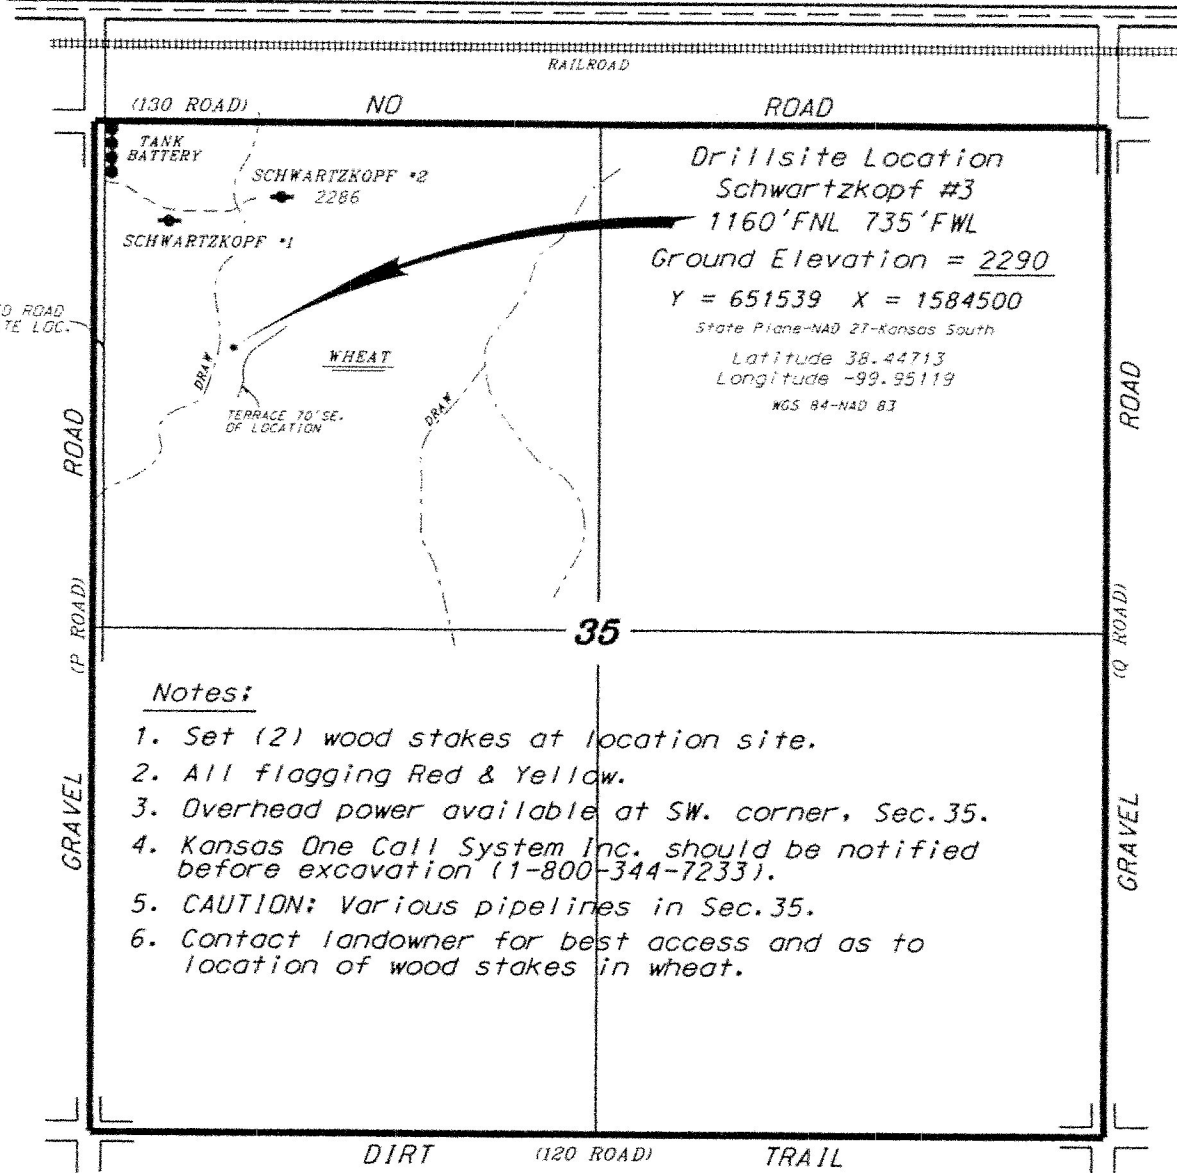 RAILROAD
(130 ROAD) NO ROAD
TANK
BATTERY
SCHWARTZKOPF #2
2286
SCHWARTZKOPF #1
Drillsite Location
Schwartzkopf #3
1160'FNL 735'FWL
Ground Elevation = 2290
Y = 651539 X = 1584500
State Plane-NAD 27-Kansas South
Latitude 38.44713
Longitude -99.95119
WGS 84-NAD 83
ROAD
LOC.
WHEAT
DRAW
TERRACE 70'SE.
OF LOCATION
DRAW
ROAD
ROAD
(P ROAD)
(Q ROAD)
35
GRAVEL
GRAVEL
Notes:
1. Set (2) wood stakes at location site.
2. All flagging Red & Yellow.
3. Overhead power available at SW. corner, Sec.35.
4. Kansas One Call System Inc. should be notified
before excavation (1-800-344-7233).
5. CAUTION: Various pipelines in Sec.35.
6. Contact landowner for best access and as to
location of wood stakes in wheat.
DIRT (120 ROAD) TRAIL